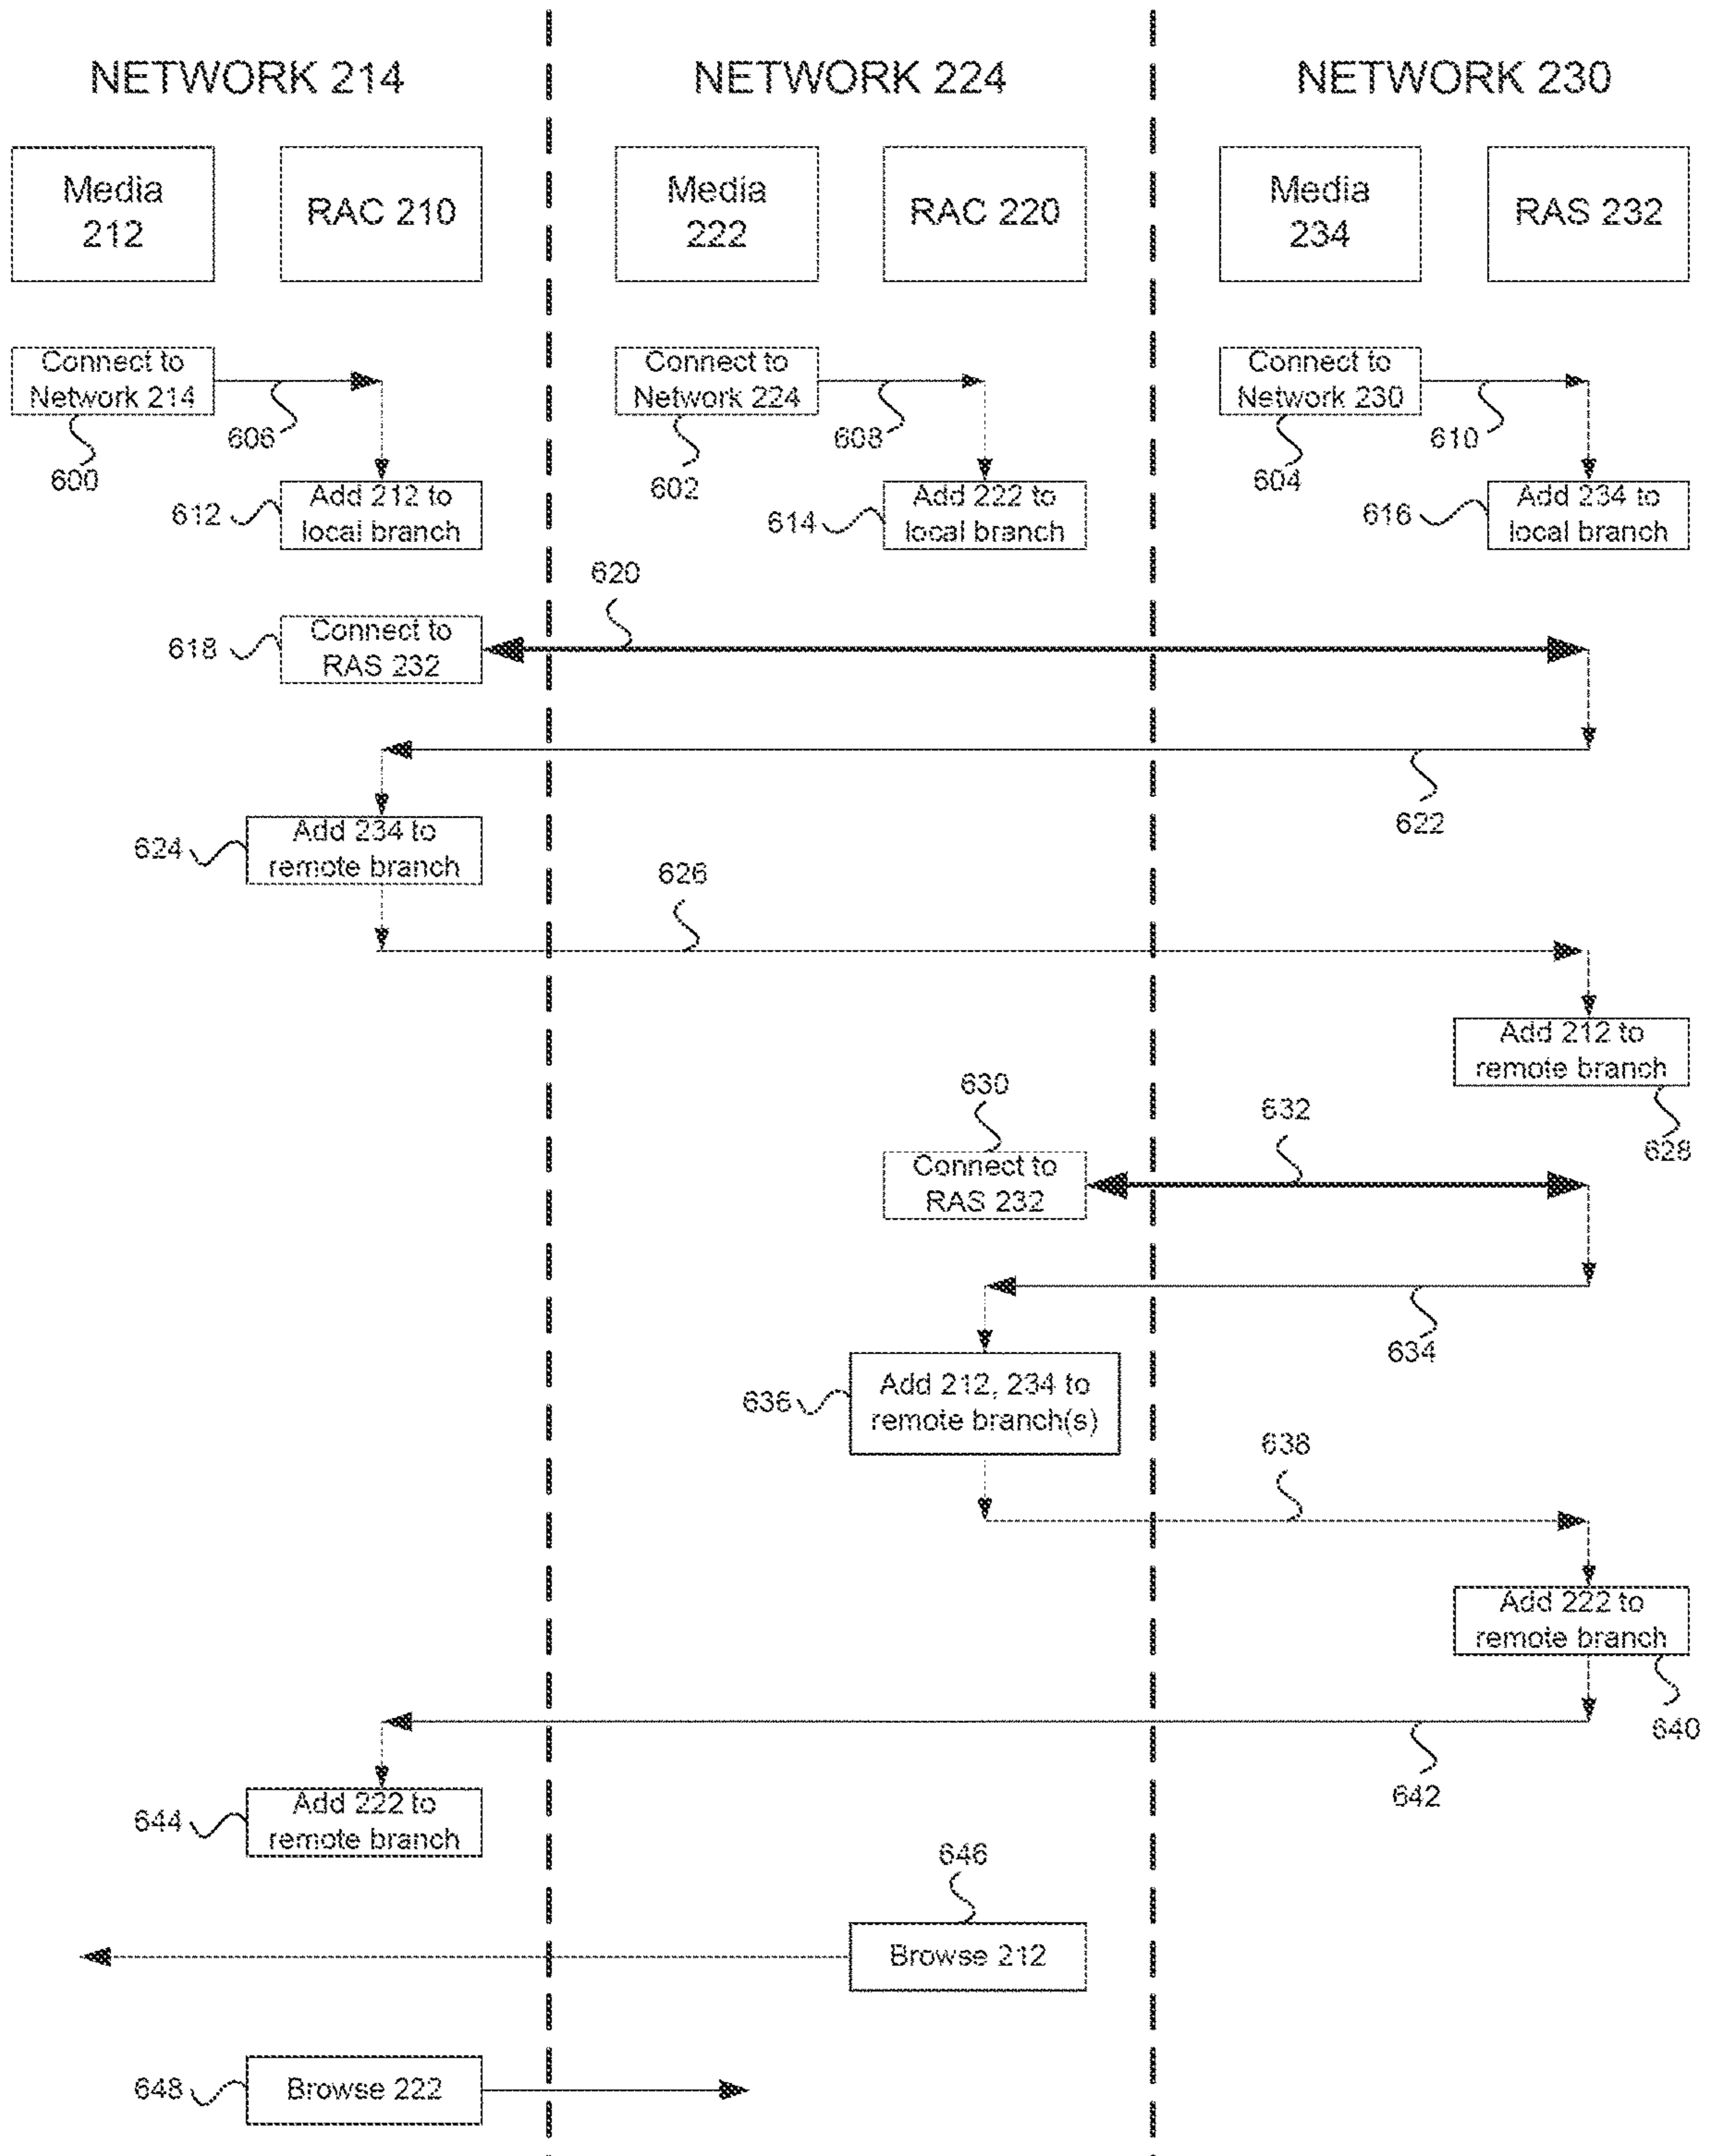 NETWORK 214
NETWORK 224
NETWORK 230
Media
212
RAC 210
Media
222
RAC 220
Media
234
RAS 232
Connect to
Network 214
606
600
Connect to
Network 224
608
602
Connect to
Network 230
610
604
612
Add 212 to
local branch
614
Add 222 to
local branch
616
Add 234 to
local branch
620
618
Connect to
RAS 232
622
624
Add 234 to
remote branch
626
Add 212 to
remote branch
628
630
632
Connect to
RAS 232
634
636
Add 212, 234 to
remote branch(s)
638
Add 222 to
remote branch
640
642
644
Add 222 to
remote branch
646
Browse 212
648
Browse 222